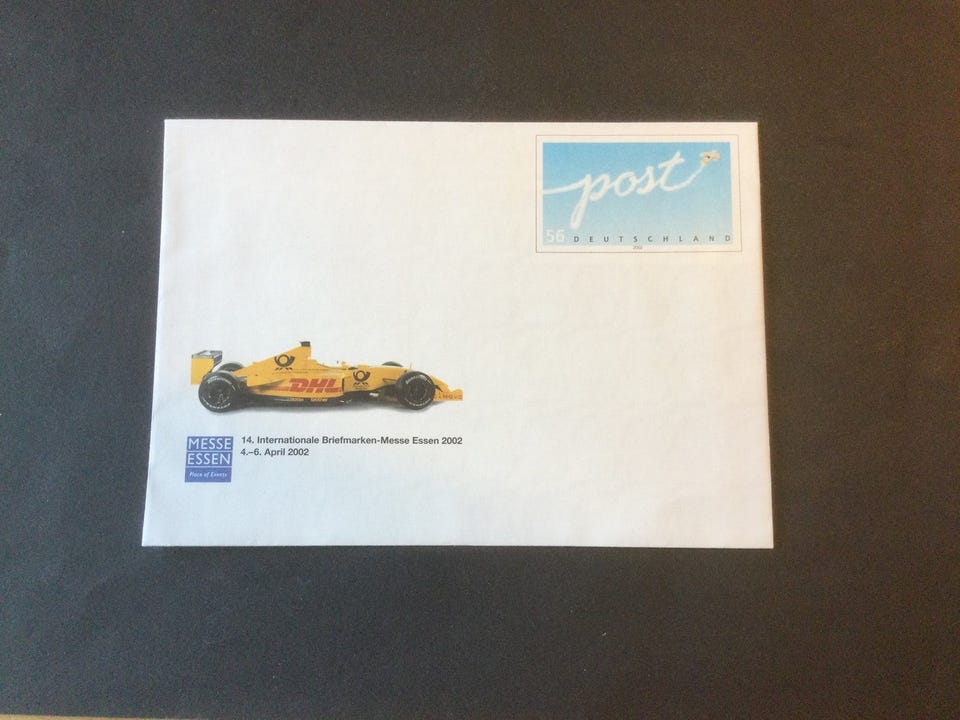 post
56 DEUTSCHLAND
2002
DHL
14. Internationale Briefmarken-Messe Essen 2002
4.–6. April 2002
MESSE
ESSEN
Place of Events